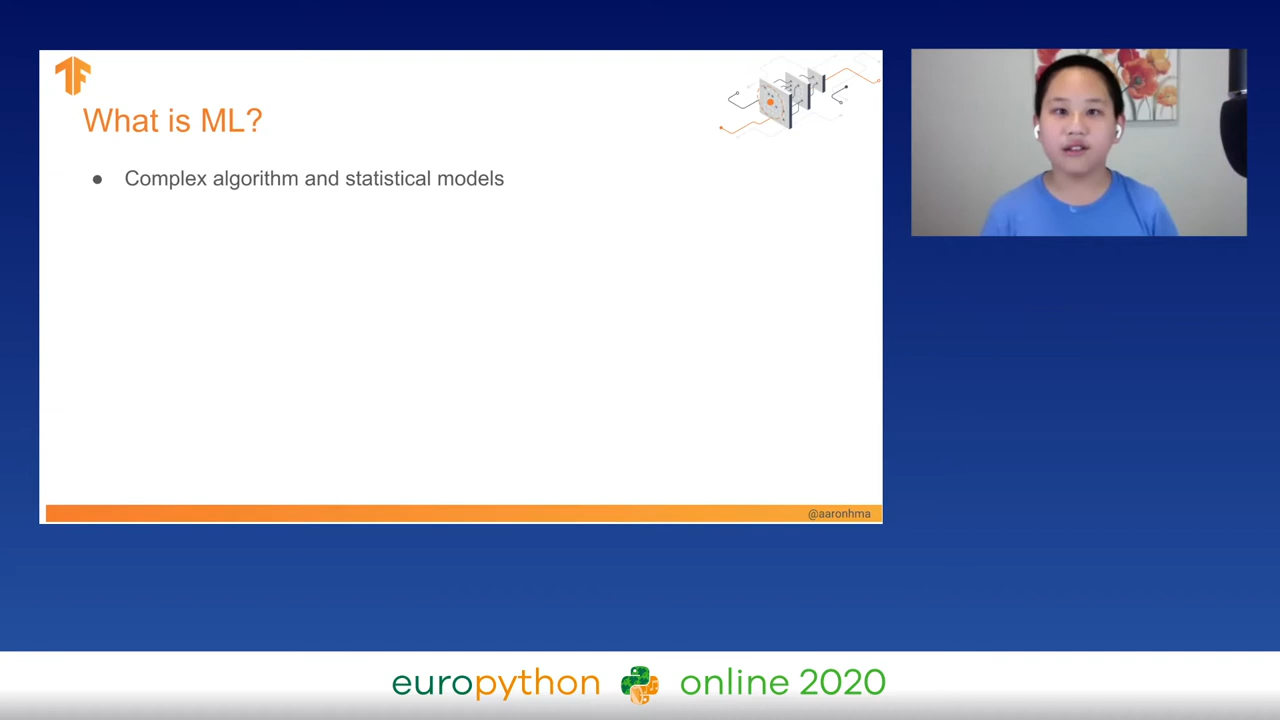 What is ML?
● Complex algorithm and statistical models
@aaronhma
europython online 2020